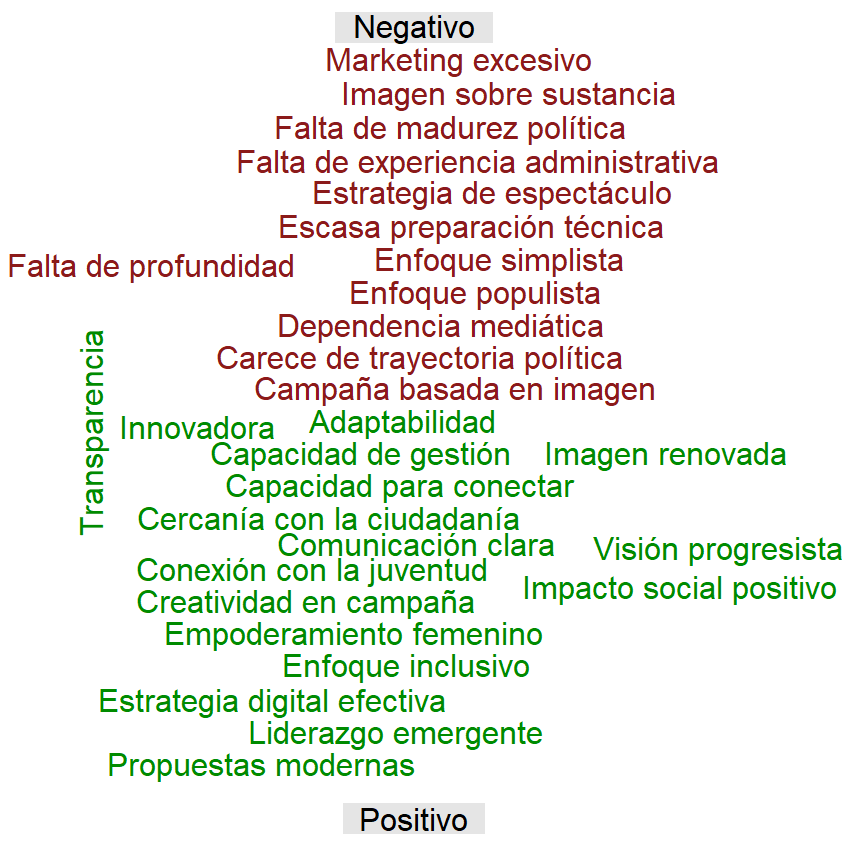 Negativo
Marketing excesivo
Imagen sobre sustancia
Falta de madurez política
Falta de experiencia administrativa
Estrategia de espectáculo
Escasa preparación técnica
Falta de profundidad
Enfoque simplista
Enfoque populista
Dependencia mediática
Carece de trayectoria política
Campaña basada en imagen
Transparencia
Innovadora
Adaptabilidad
Capacidad de gestión
Imagen renovada
Capacidad para conectar
Cercanía con la ciudadanía
Comunicación clara
Visión progresista
Conexión con la juventud
Impacto social positivo
Creatividad en campaña
Empoderamiento femenino
Enfoque inclusivo
Estrategia digital efectiva
Liderazgo emergente
Propuestas modernas
Positivo